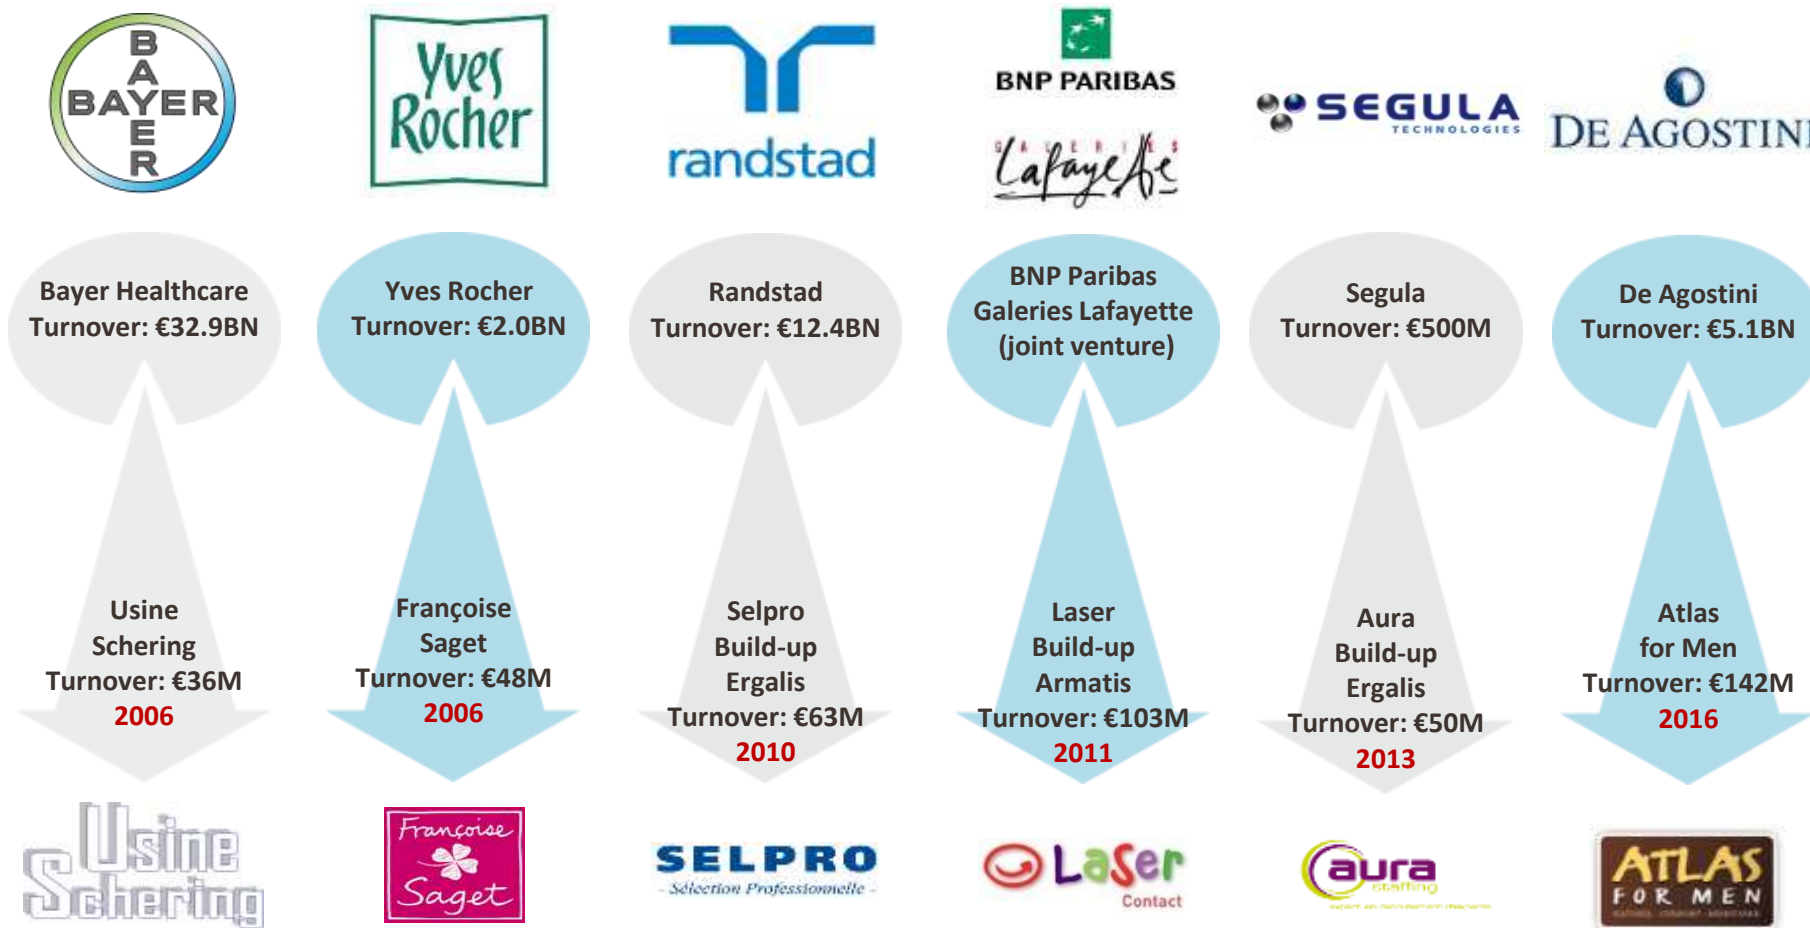 BAYER
BAYER
Yves
Rocher
randstad
BNP PARIBAS
GALERIES
Lafayette
SEGULA
TECHNOLOGIES
DE AGOSTINI
Bayer Healthcare
Turnover: €32.9BN
Yves Rocher
Turnover: €2.0BN
Randstad
Turnover: €12.4BN
BNP Paribas
Galeries Lafayette
(joint venture)
Segula
Turnover: €500M
De Agostini
Turnover: €5.1BN
Usine
Schering
Turnover: €36M
2006
Françoise
Saget
Turnover: €48M
2006
Selpro
Build-up
Ergalis
Turnover: €63M
2010
Laser
Build-up
Armatis
Turnover: €103M
2011
Aura
Build-up
Ergalis
Turnover: €50M
2013
Atlas
for Men
Turnover: €142M
2016
Usine
Schering
Françoise
Saget
SELPRO
- Sélection Professionnelle -
LaSer
Contact
aura
staffing
ATLAS
FOR MEN